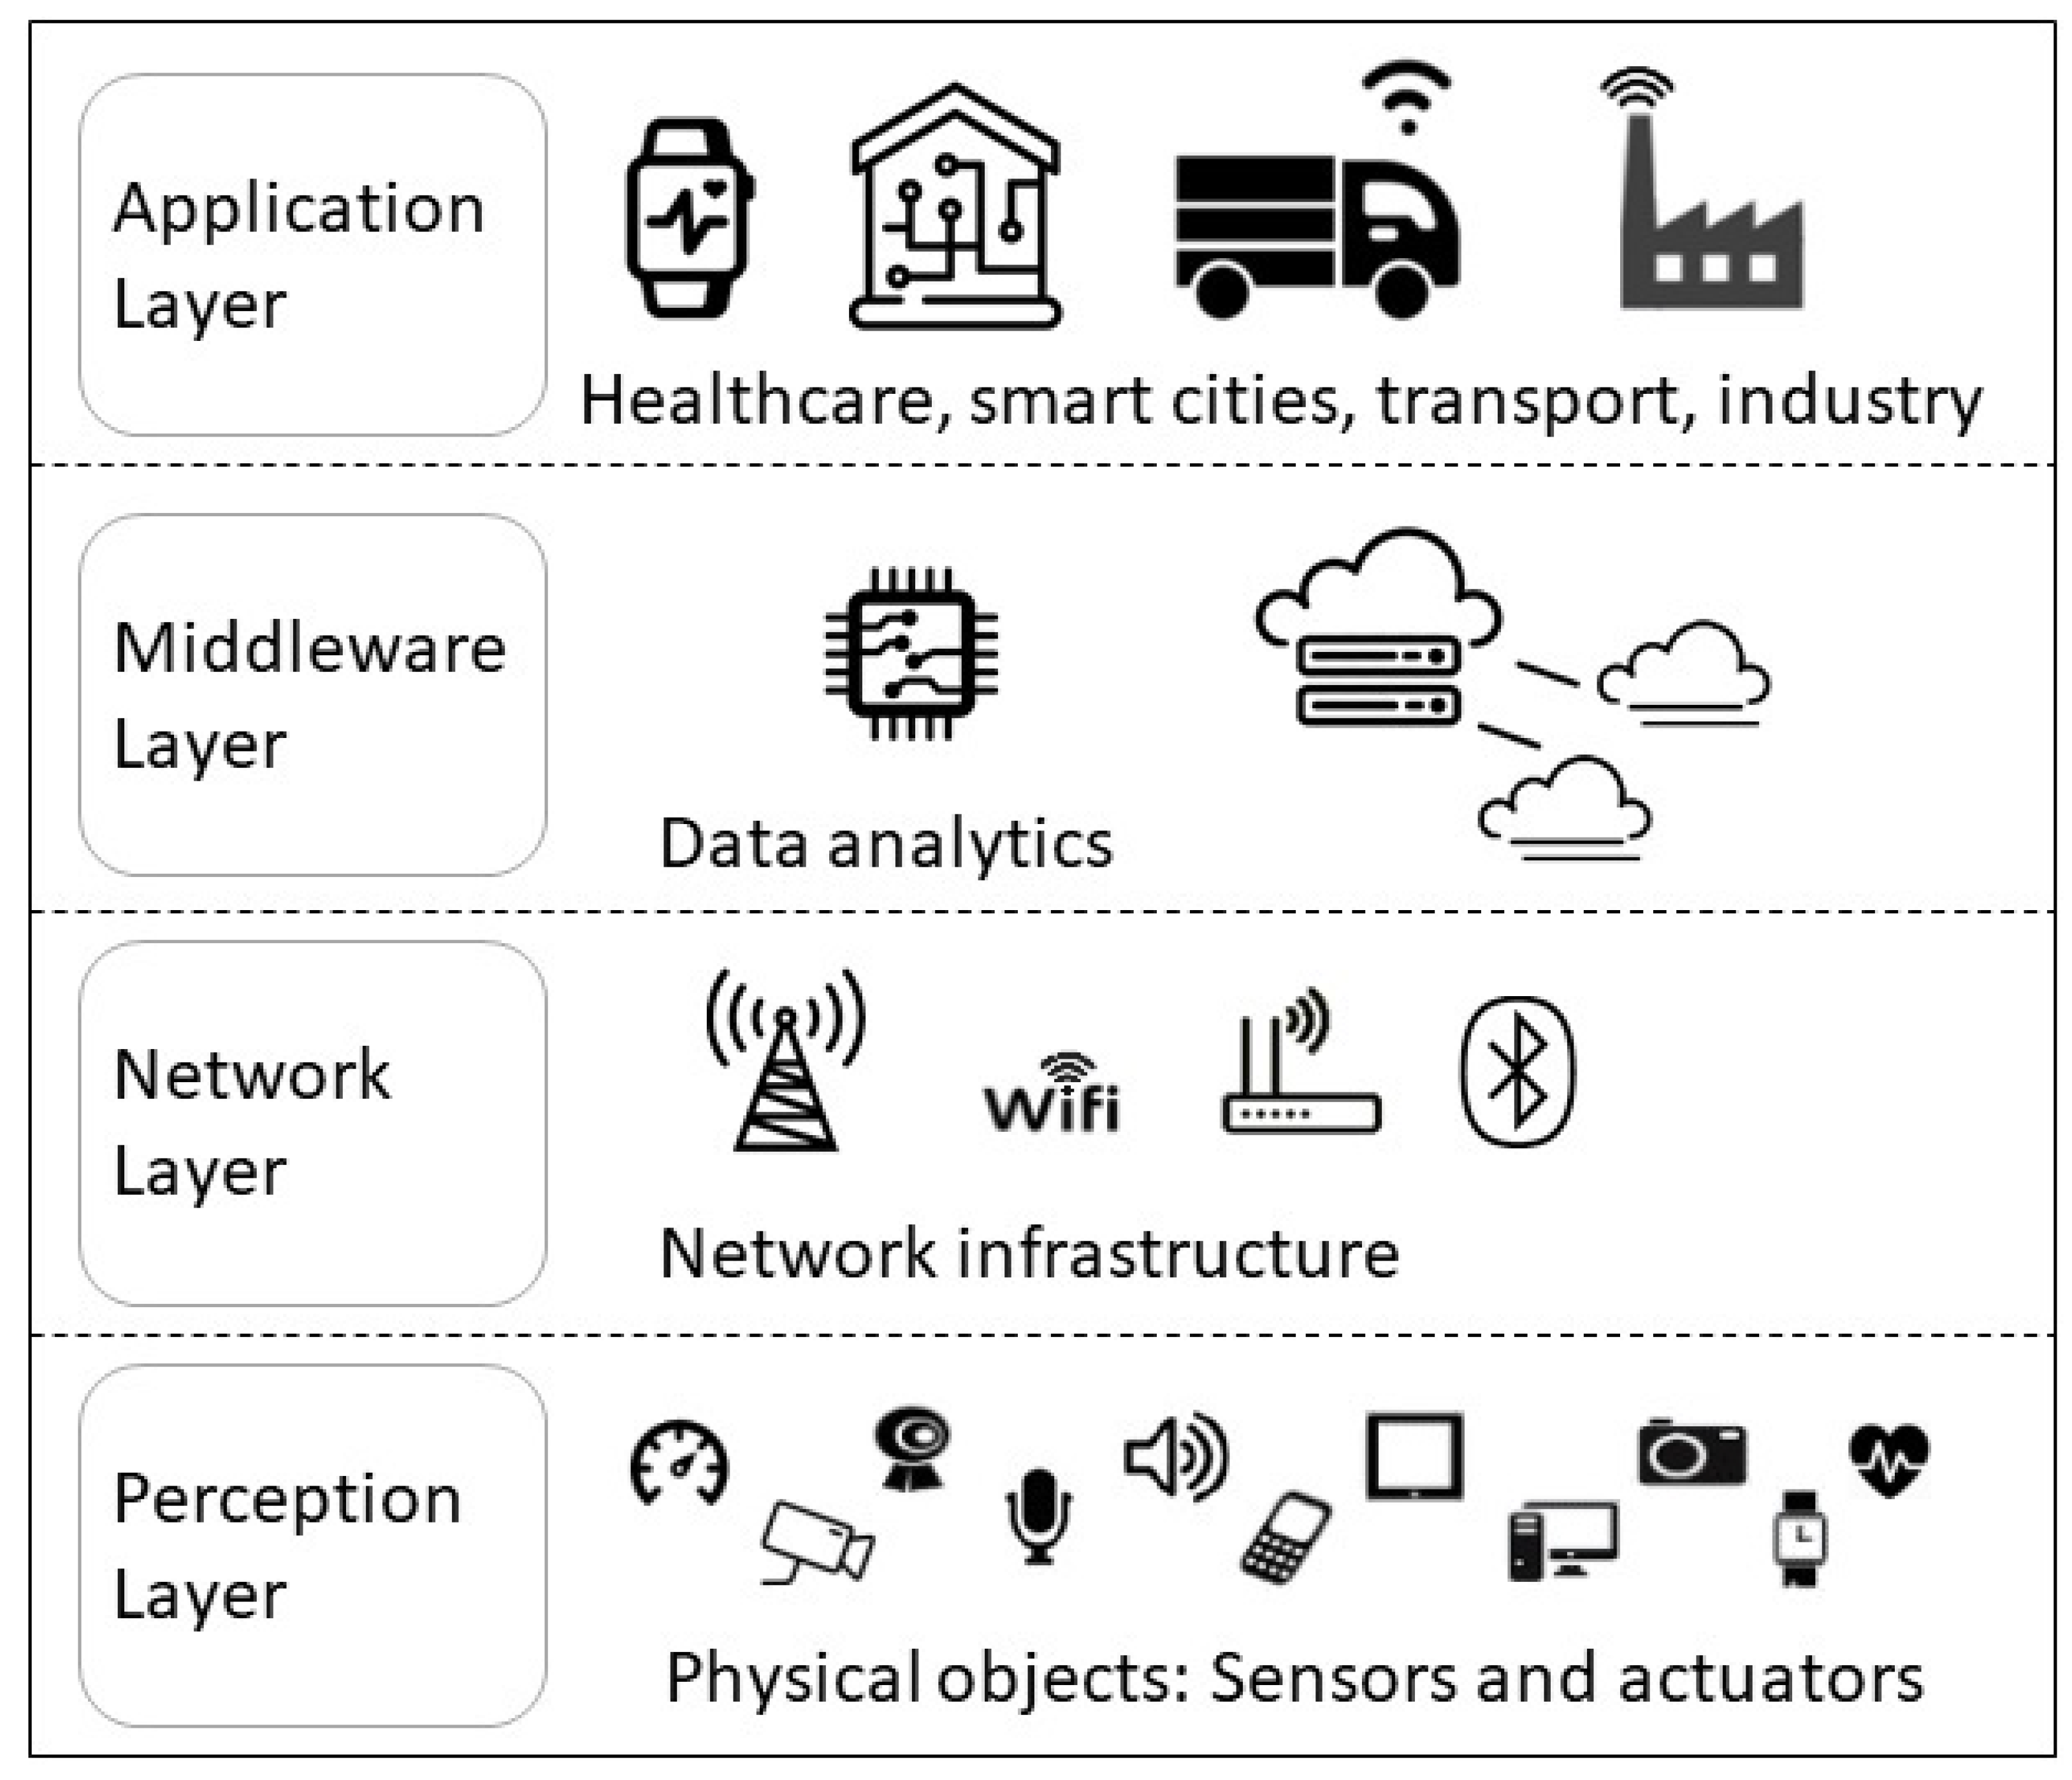 Application
Layer
Healthcare, smart cities, transport, industry
Middleware
Layer
Data analytics
Network
Layer
Wifi
Network infrastructure
Perception
Layer
Physical objects: Sensors and actuators